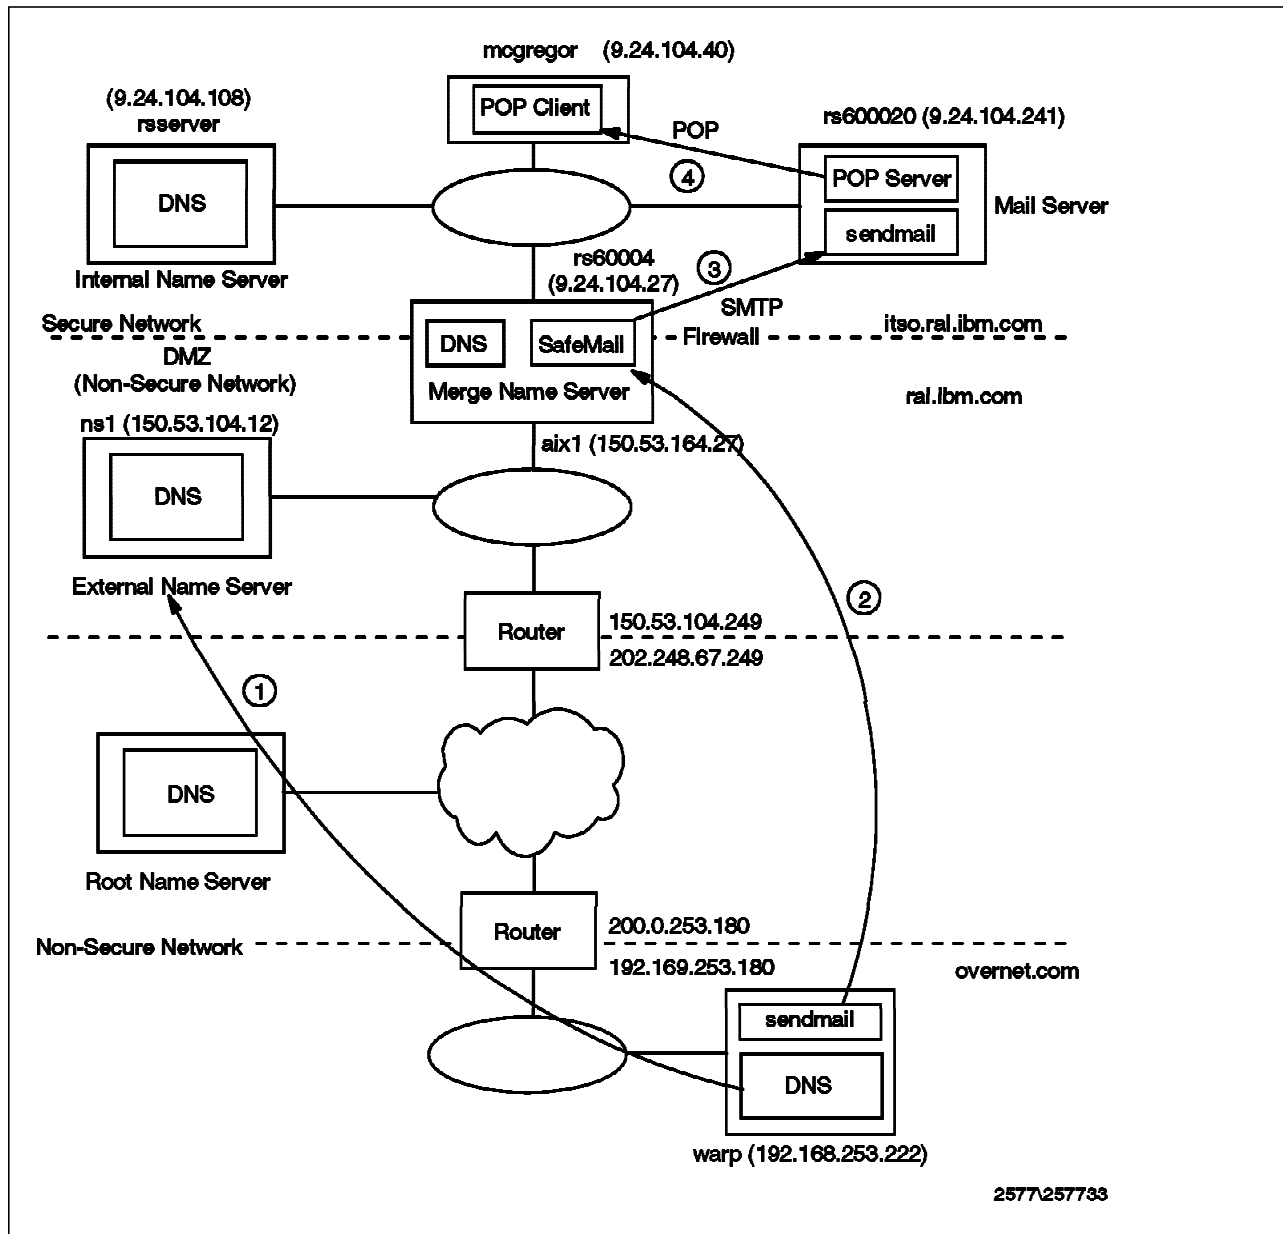 mcgregor (9.24.104.40)
POP Client
(9.24.104.108)
rsserver
DNS
Internal Name Server
POP
4
rs600020 (9.24.104.241)
POP Server
sendmail
Mail Server
rs60004
(9.24.104.27)
3
SMTP
Firewall
Secure Network
itso.ral.ibm.com
DNS
SafeMail
Merge Name Server
DMZ
(Non-Secure Network)
ral.ibm.com
ns1 (150.53.104.12)
DNS
External Name Server
aix1 (150.53.164.27)
Router
150.53.104.249
202.248.67.249
2
1
DNS
Root Name Server
Router
200.0.253.180
192.169.253.180
Non-Secure Network
overnet.com
sendmail
DNS
warp (192.168.253.222)
2577\257733